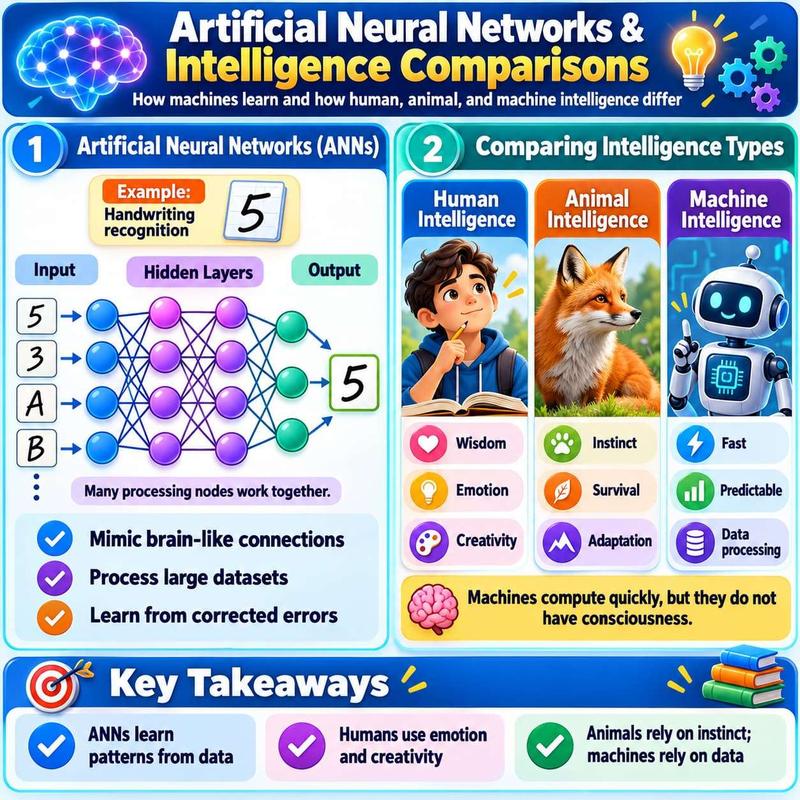 Artificial Neural Networks &
Intelligence Comparisons
How machines learn and how human, animal, and machine intelligence differ
1
Artificial Neural Networks (ANNs)
Example:
Handwriting
recognition
5
Input
Hidden Layers
Output
5
3
A
B
5
Many processing nodes work together.
Mimic brain-like connections
Process large datasets
Learn from corrected errors
2
Comparing Intelligence Types
Human
Intelligence
Wisdom
Emotion
Creativity
Animal
Intelligence
Instinct
Survival
Adaptation
Machine
Intelligence
Fast
Predictable
Data
processing
Machines compute quickly, but they do not
have consciousness.
Key Takeaways
ANNs learn
patterns from data
Humans use emotion
and creativity
Animals rely on instinct;
machines rely on data